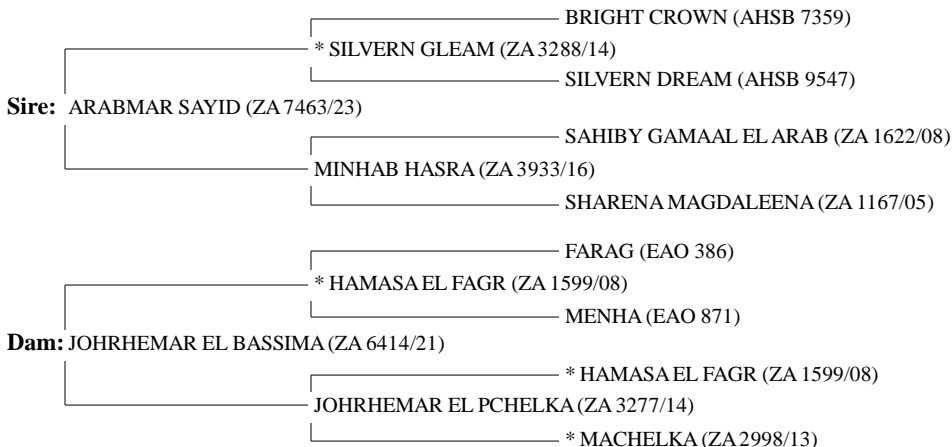 BRIGHT CROWN (AHSB 7359)
* SILVERN GLEAM (ZA 3288/14)
SILVERN DREAM (AHSB 9547)
Sire: ARABMAR SAYID (ZA 7463/23)
SAHIBY GAMAAL EL ARAB (ZA 1622/08)
MINHAB HASRA (ZA 3933/16)
SHARENA MAGDALEENA (ZA 1167/05)
FARAG (EAO 386)
* HAMASA EL FAGR (ZA 1599/08)
MENHA (EAO 871)
Dam: JOHRHEMAR EL BASSIMA (ZA 6414/21)
* HAMASA EL FAGR (ZA 1599/08)
JOHRHEMAR EL PCHELKA (ZA 3277/14)
* MACHELKA (ZA 2998/13)